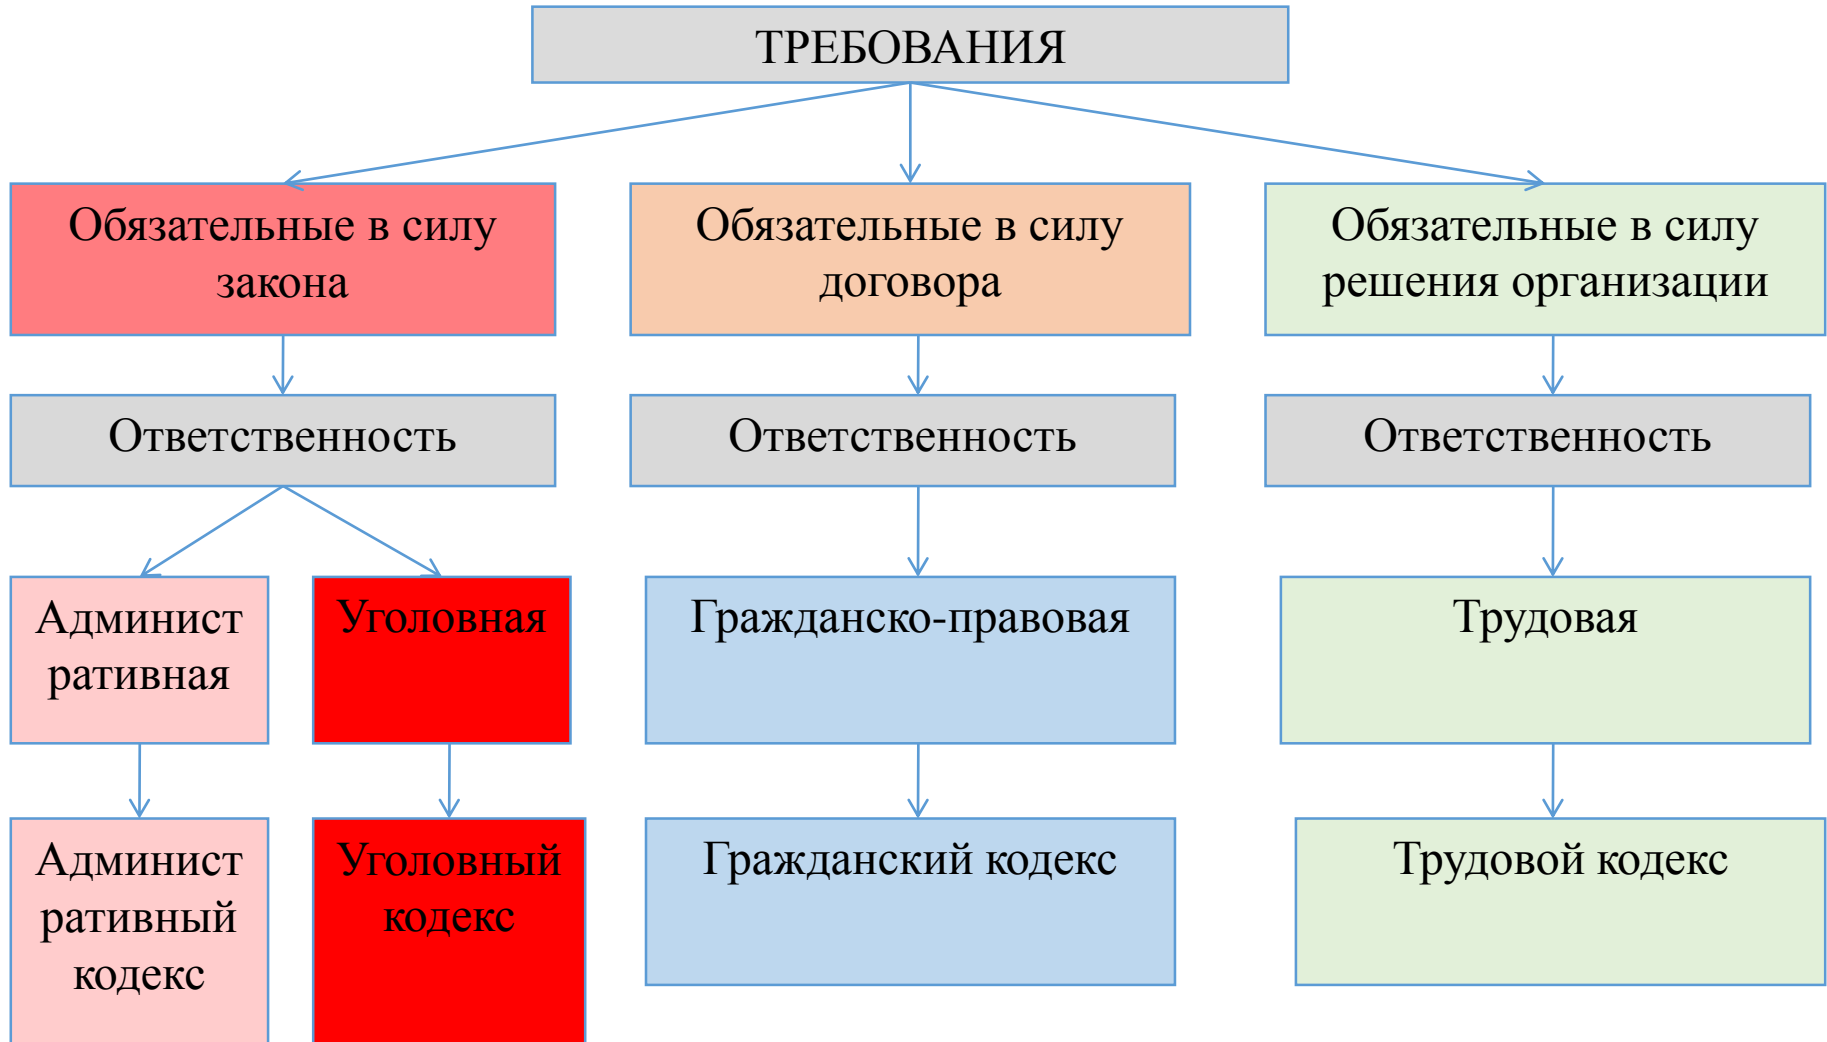 ТРЕБОВАНИЯ
Обязательные в силу
закона
Обязательные в силу
договора
Обязательные в силу
решения организации
Ответственность
Ответственность
Ответственность
Админист
ративная
Уголовная
Гражданско-правовая
Трудовая
Админист
ративный
кодекс
Уголовный
кодекс
Гражданский кодекс
Трудовой кодекс